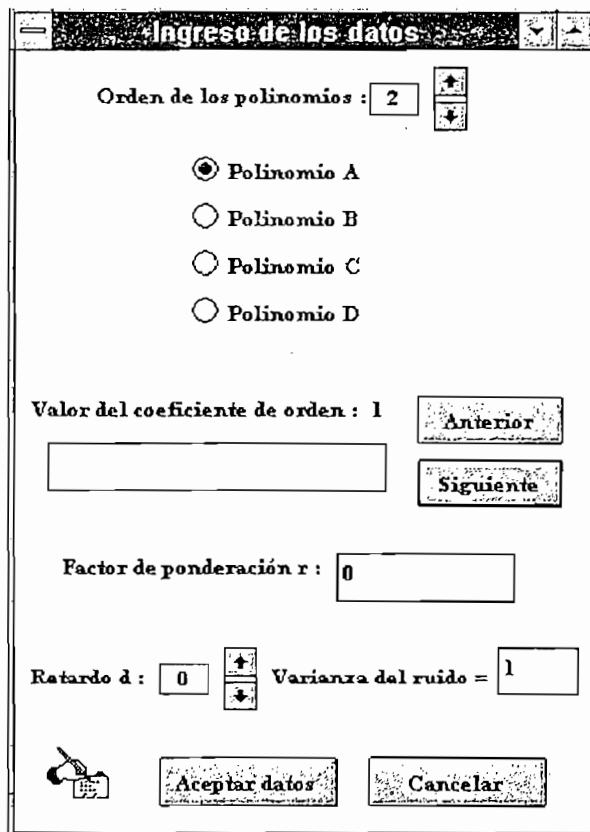 Ingreso de los datos
Orden de los polinomios : 2
Polinomio A
Polinomio B
Polinomio C
Polinomio D
Valor del coeficiente de orden : 1
Anterior
Siguiente
Factor de ponderación r : 0
Retardo d : 0
Varianza del ruido = 1
Aceptar datos
Cancelar